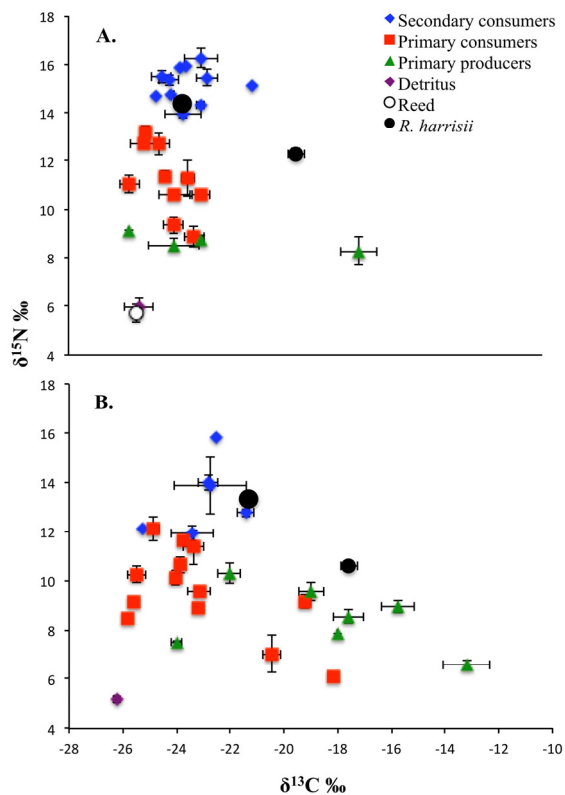 A.
Secondary consumers
Primary consumers
Primary producers
Detritus
Reed
R. harrisii
18
16
14
12
10
8
6
4
δ15N ‰
B.
18
16
14
12
10
8
6
4
-28 -26 -24 -22 -20 -18 -16 -14 -12 -10
δ13C ‰